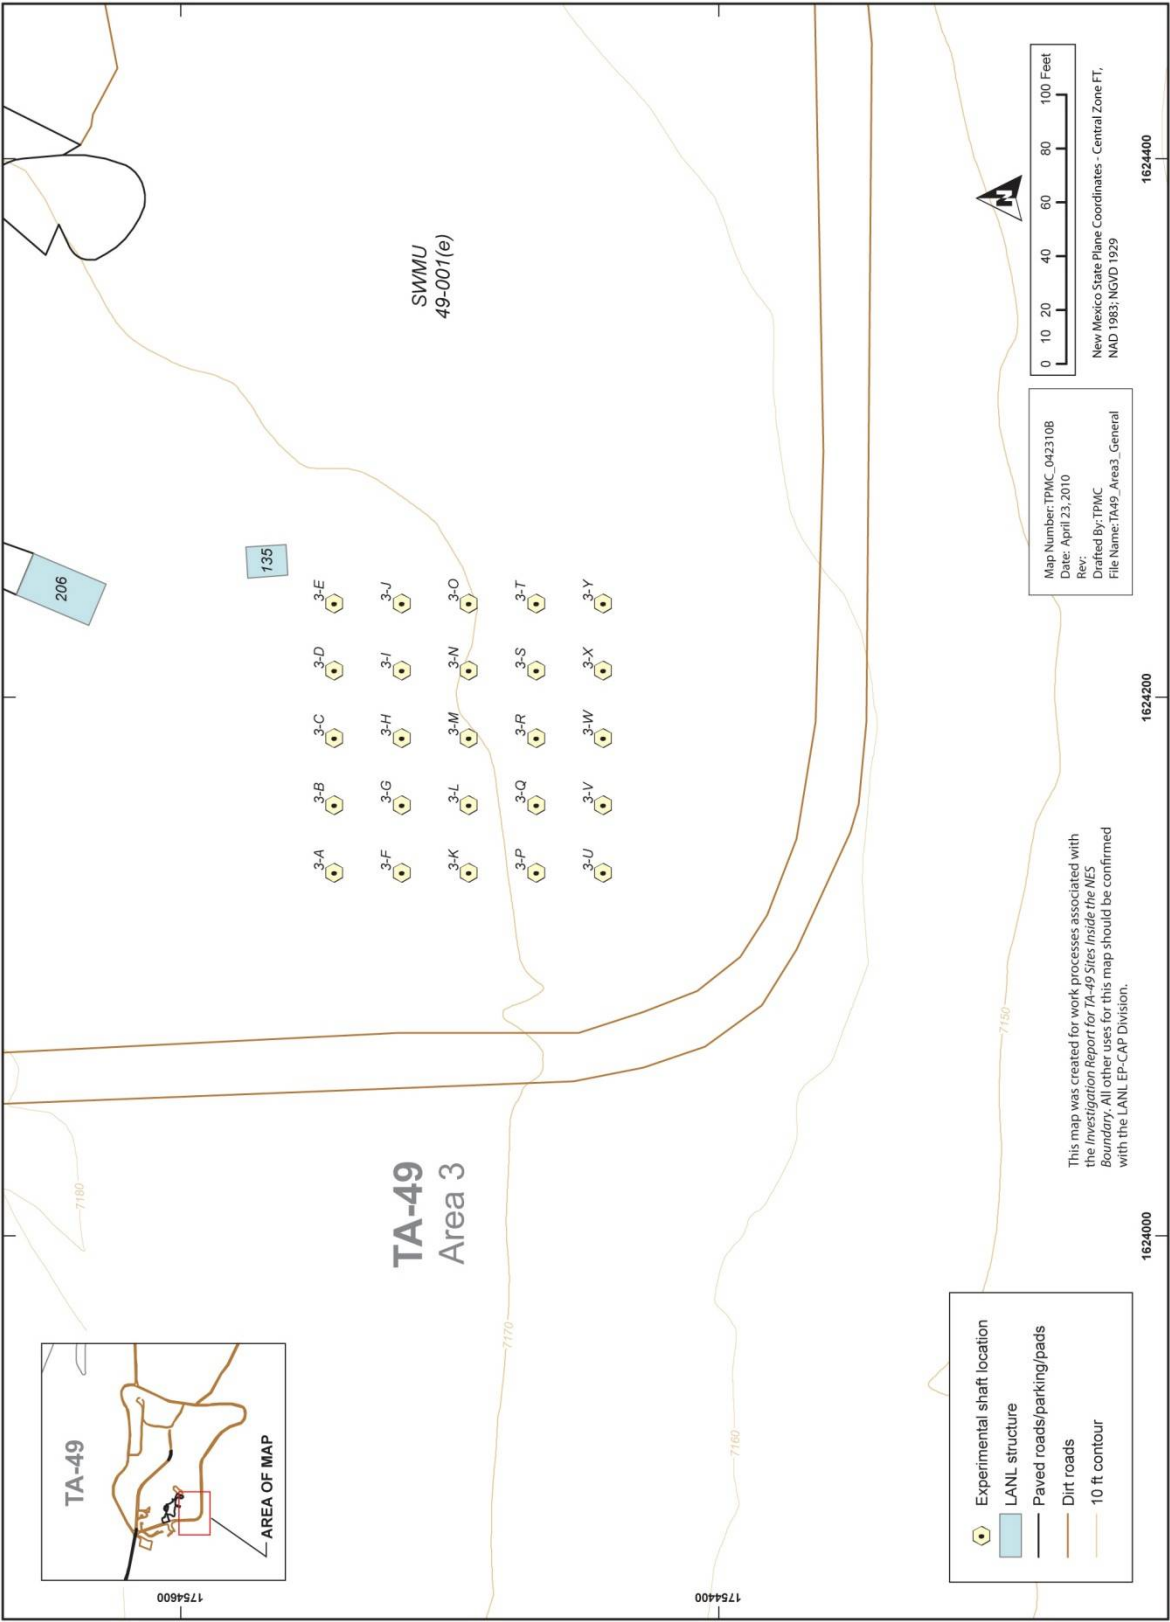 TA-49
AREA OF MAP
206
135
3-A
3-B
3-C
3-D
3-E
3-F
3-G
3-H
3-I
3-J
3-K
3-L
3-M
3-N
3-O
3-P
3-Q
3-R
3-S
3-T
3-U
3-V
3-W
3-X
3-Y
SWMU
49-001(e)
TA-49
Area 3
7180
7170
7160
7150
1754600
1754400
1624000
1624200
1624400
Experimental shaft location
LANL structure
Paved roads/parking/pads
Dirt roads
10 ft contour
This map was created for work processes associated with
the Investigation Report for TA-49 Sites Inside the NES
Boundary. All other uses for this map should be confirmed
with the LANL EP-CAP Division.
Map Number: TPMC_042310B
Date: April 23, 2010
Rev:
Drafted By: TPMC
File Name: TA49_Area3_General
N
0 10 20 40 60 80 100 Feet
New Mexico State Plane Coordinates - Central Zone FT,
NAD 1983; NGVD 1929